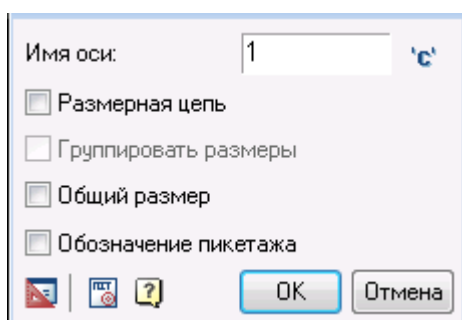 Имя оси: 1 'c'
Размерная цепь
Группировать размеры
Общий размер
Обозначение пикетажа
OK Отмена